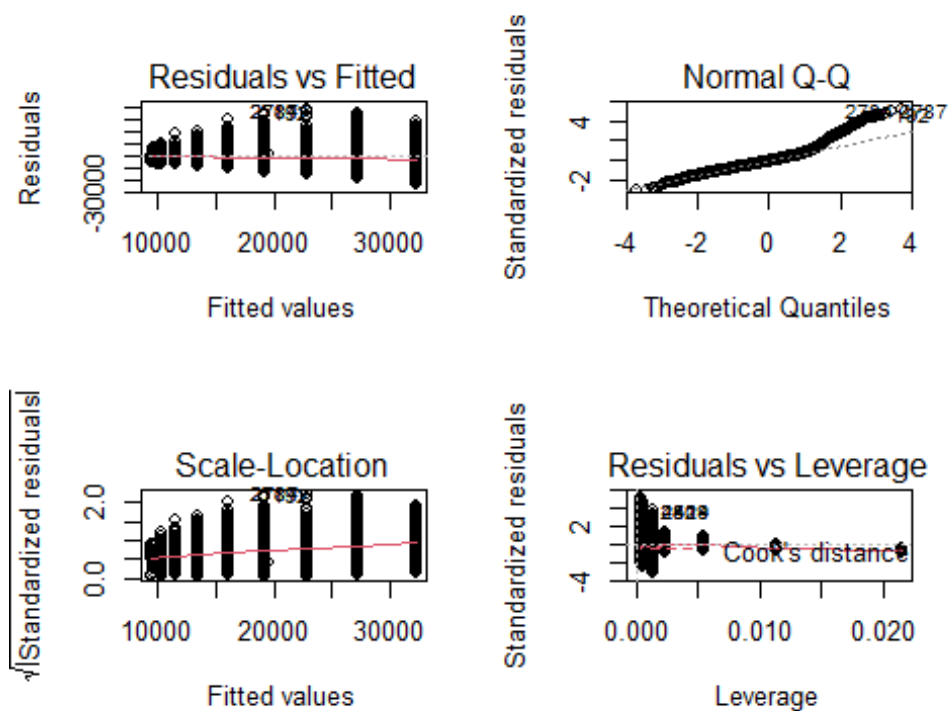 Residuals vs Fitted
Residuals
-30000
10000 20000 30000
Fitted values
Normal Q-Q
Standardized residuals
4
-2
-4 -2 0 2 4
Theoretical Quantiles
Scale-Location
√|Standardized residuals|
2.0
0.0
10000 20000 30000
Fitted values
Residuals vs Leverage
Standardized residuals
2
-4
Cook's distance
0.000 0.010 0.020
Leverage